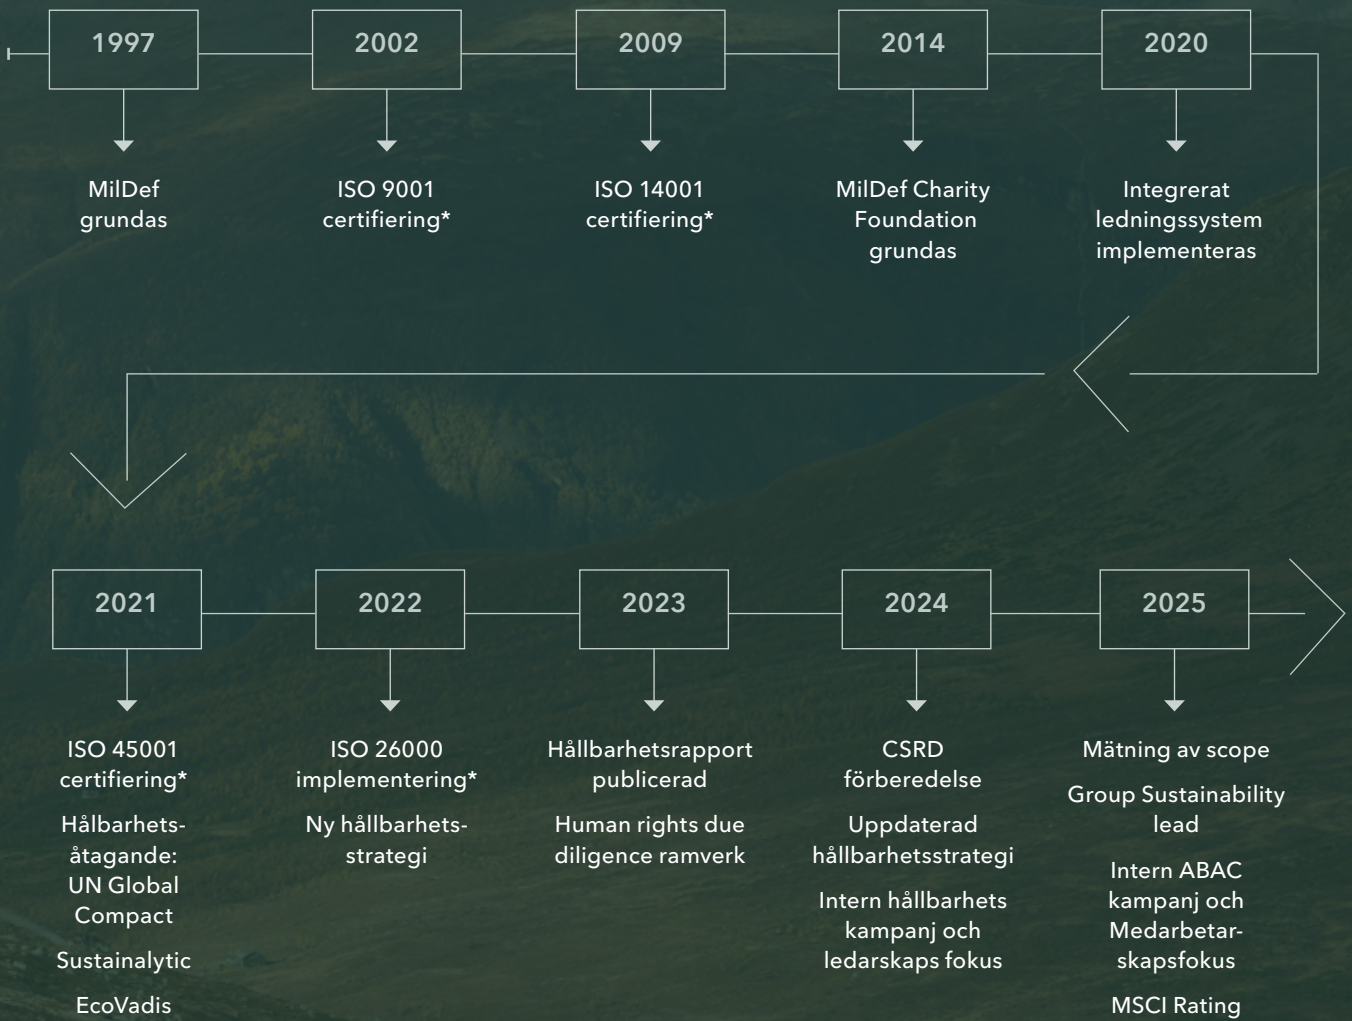 1997
MilDef
grundas
2002
ISO 9001
certifiering*
2009
ISO 14001
certifiering*
2014
MilDef Charity
Foundation
grundas
2020
Integrerat
ledningssystem
implementeras
2021
ISO 45001
certifiering*
Hålbarhets-
åtagande:
UN Global
Compact
Sustainalytic
EcoVadis
2022
ISO 26000
implementering*
Ny hållbarhets-
strategi
2023
Hållbarhetsrapport
publicerad
Human rights due
diligence ramverk
2024
CSRD
förberedelse
Uppdaterad
hållbarhetsstrategi
Intern hållbarhets
kampanj och
ledarskaps fokus
2025
Mätning av scope
Group Sustainability
lead
Intern ABAC
kampanj och
Medarbetar-
skapsfokus
MSCI Rating